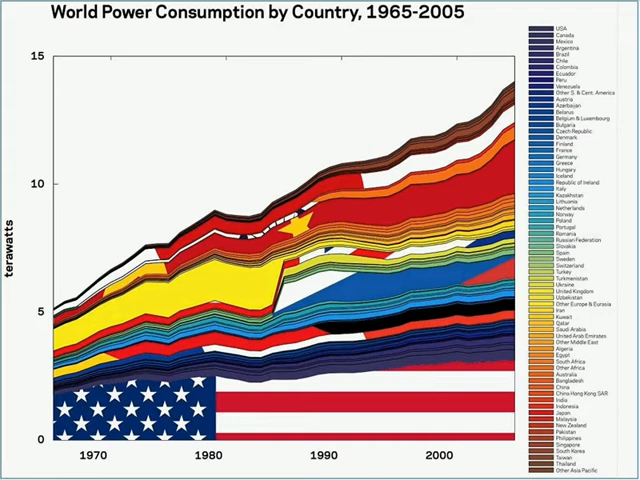 World Power Consumption by Country, 1965-2005
15
10
5
0
terawatts
1970
1980
1990
2000
USA
Canada
Mexico
Argentina
Brazil
Chile
Colombia
Ecuador
Peru
Venezuela
Other S. & Cent. America
Austria
Azerbaijan
Belarus
Belgium & Luxembourg
Bulgaria
Czech Republic
Denmark
Finland
France
Germany
Greece
Hungary
Iceland
Republic of Ireland
Italy
Kazakhstan
Lithuania
Netherlands
Norway
Poland
Portugal
Romania
Russian Federation
Slovakia
Spain
Sweden
Switzerland
Turkey
Turkmenistan
Ukraine
United Kingdom
Uzbekistan
Other Europe & Eurasia
Iran
Kuwait
Qatar
Saudi Arabia
United Arab Emirates
Other Middle East
Algeria
Egypt
South Africa
Other Africa
Australia
Bangladesh
China
China Hong Kong SAR
India
Indonesia
Japan
Malaysia
New Zealand
Pakistan
Philippines
Singapore
South Korea
Taiwan
Thailand
Other Asia Pacific